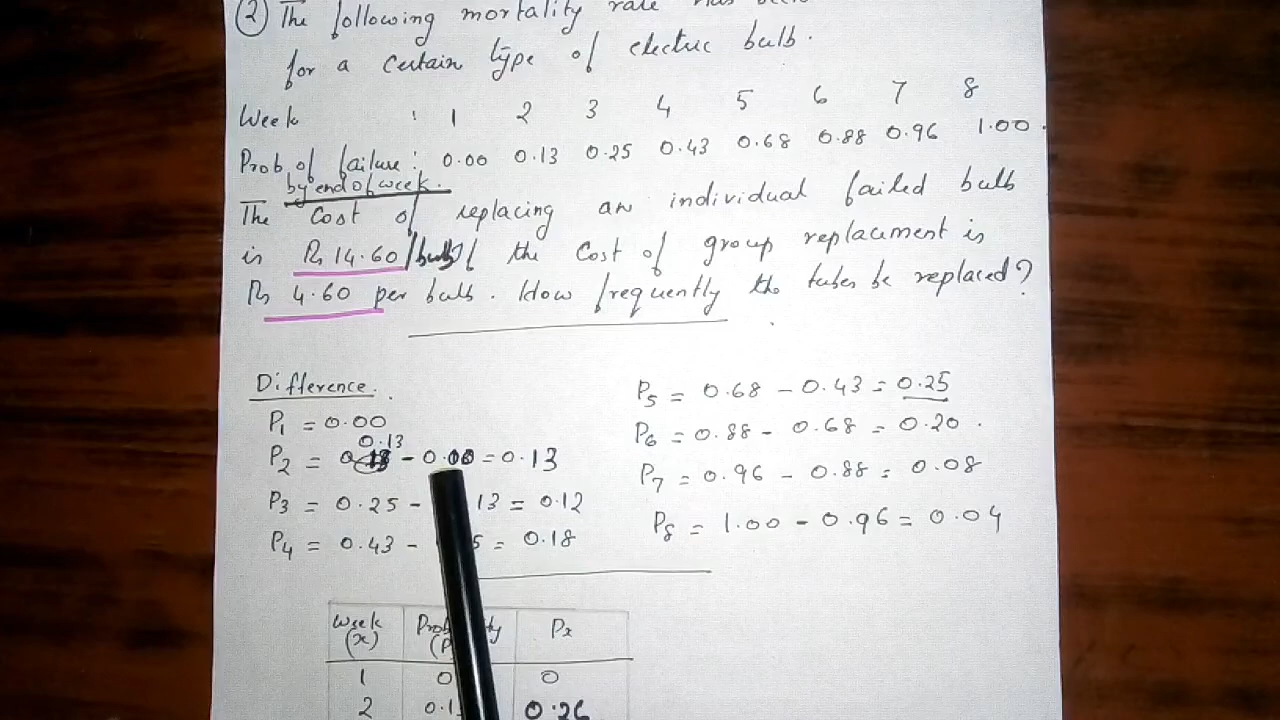 ② The following mortality rate
for a certain type of electric bulb.
Week : 1 2 3 4 5 6 7 8
Prob of failure: 0.00 0.13 0.25 0.43 0.68 0.88 0.96 1.00.
by end of week.
The cost of replacing an individual failed bulb
is Rs 14.60/bulb & the cost of group replacement is
Rs 4.60 per bulb. How frequently the tubes be replaced?
Difference.
P1 = 0.00
0.13
P2 = - 0.00 = 0.13
P3 = 0.25 - 13 = 0.12
P4 = 0.43 - 5 = 0.18
P5 = 0.68 - 0.43 = 0.25
P6 = 0.88 - 0.68 = 0.20.
P7 = 0.96 - 0.88 = 0.08
P8 = 1.00 - 0.96 = 0.04
Week (x) Px
1 0 0
2 0.1 0.26